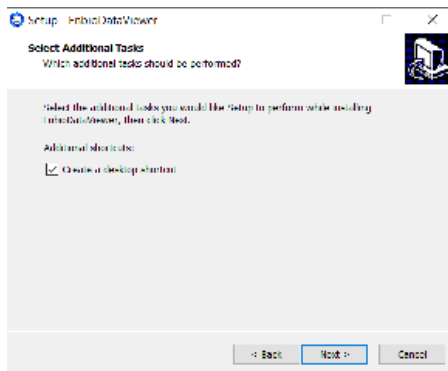 Setup - EnbioDataViewer
Select Additional Tasks
Which additional tasks should be performed?
Select the additional tasks you would like Setup to perform while installing
EnbioDataViewer, then click Next.
Additional shortcuts:
Create a desktop shortcut
< Back
Next >
Cancel